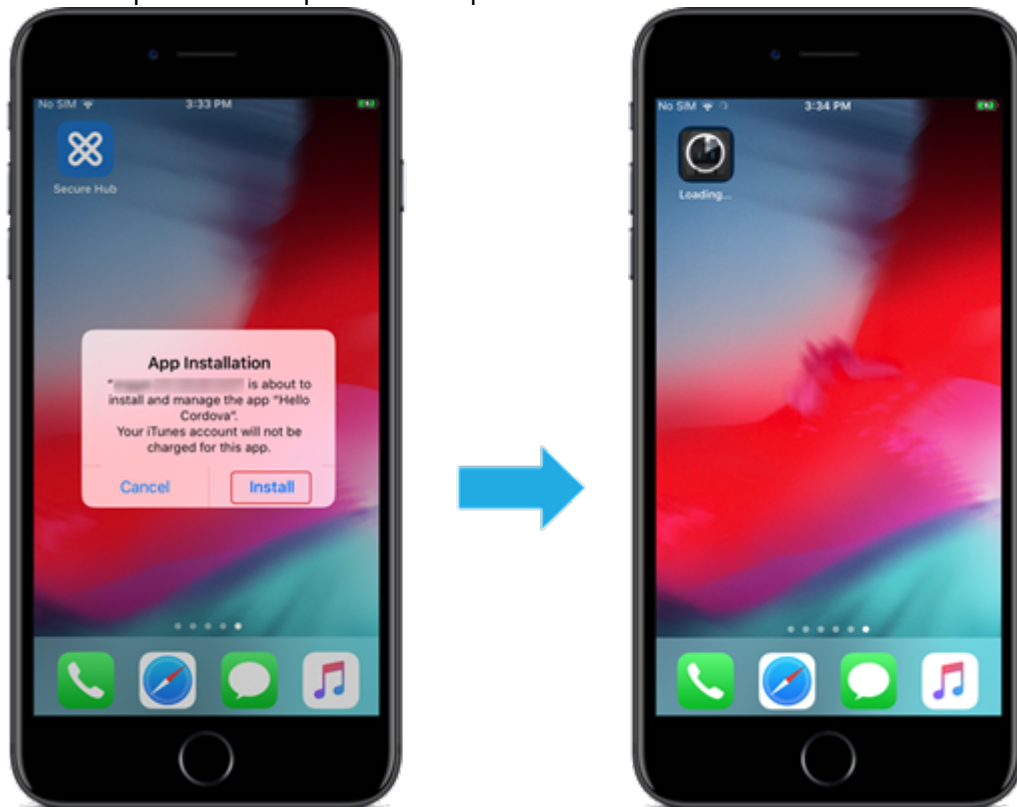 No SIM
3:33 PM
Secure Hub
App Installation
" is about to
install and manage the app "Hello
Cordova".
Your iTunes account will not be
charged for this app.
Cancel
Install
No SIM
3:34 PM
Loading...